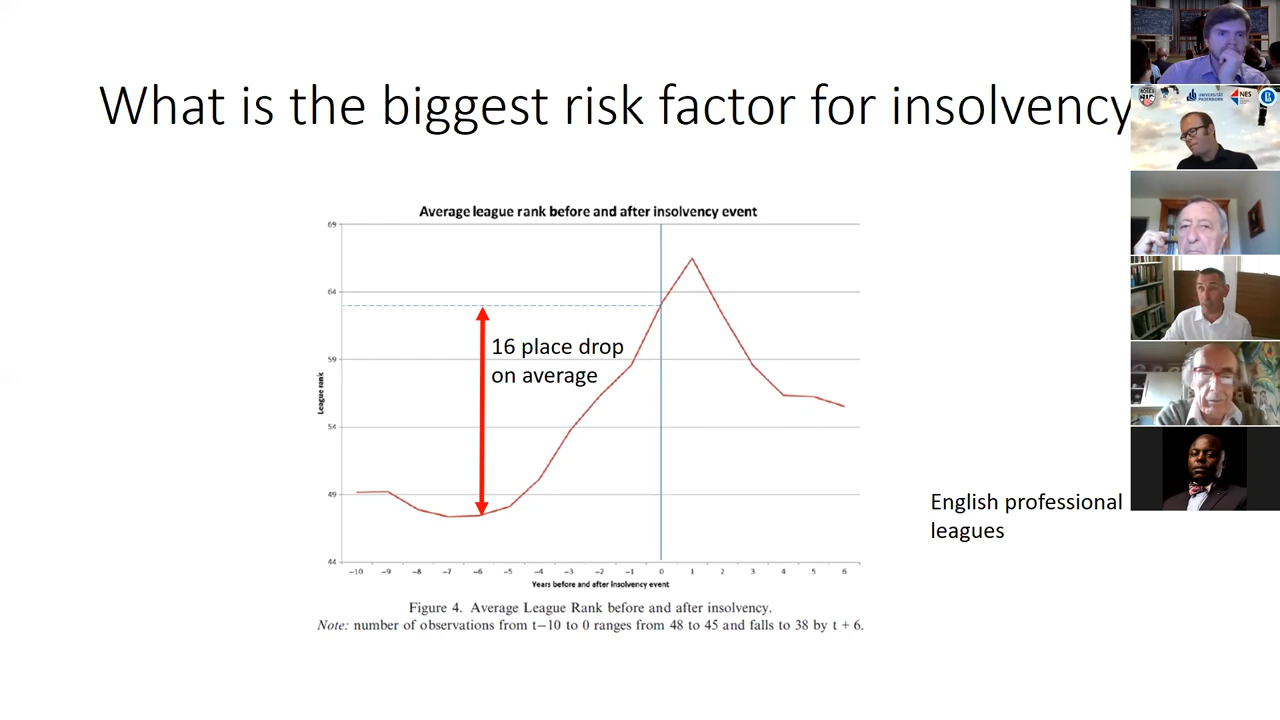 What is the biggest risk factor for insolvency
UNIVERSITÄT
PADERBORN
NES
Average league rank before and after insolvency event
69
64
59
54
49
44
League rank
16 place drop
on average
-10 -9 -8 -7 -6 -5 -4 -3 -2 -1 0 1 2 3 4 5 6
Years before and after insolvency event
English professional
leagues
Figure 4. Average League Rank before and after insolvency.
Note: number of observations from t−10 to 0 ranges from 48 to 45 and falls to 38 by t + 6.